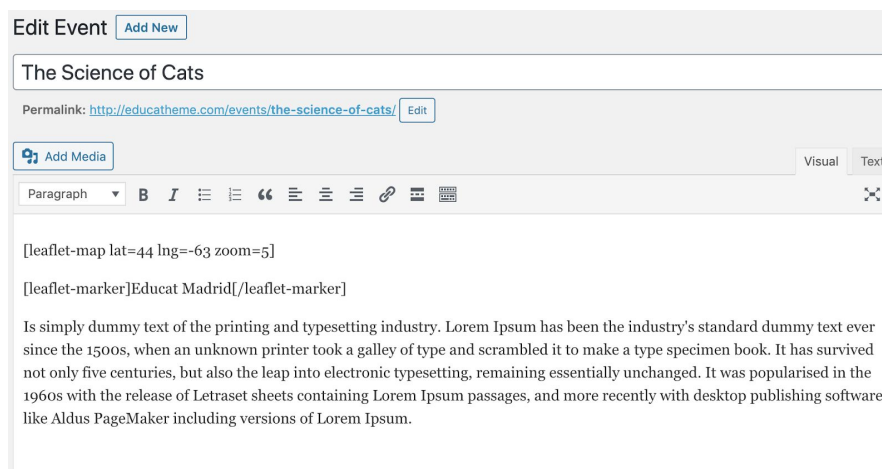 Edit Event Add New
The Science of Cats
Permalink: http://educatheme.com/events/the-science-of-cats/ Edit
Add Media
Visual Text
Paragraph
[leaflet-map lat=44 lng=-63 zoom=5]
[leaflet-marker]Educat Madrid[/leaflet-marker]
Is simply dummy text of the printing and typesetting industry. Lorem Ipsum has been the industry's standard dummy text ever
since the 1500s, when an unknown printer took a galley of type and scrambled it to make a type specimen book. It has survived
not only five centuries, but also the leap into electronic typesetting, remaining essentially unchanged. It was popularised in the
1960s with the release of Letraset sheets containing Lorem Ipsum passages, and more recently with desktop publishing software
like Aldus PageMaker including versions of Lorem Ipsum.